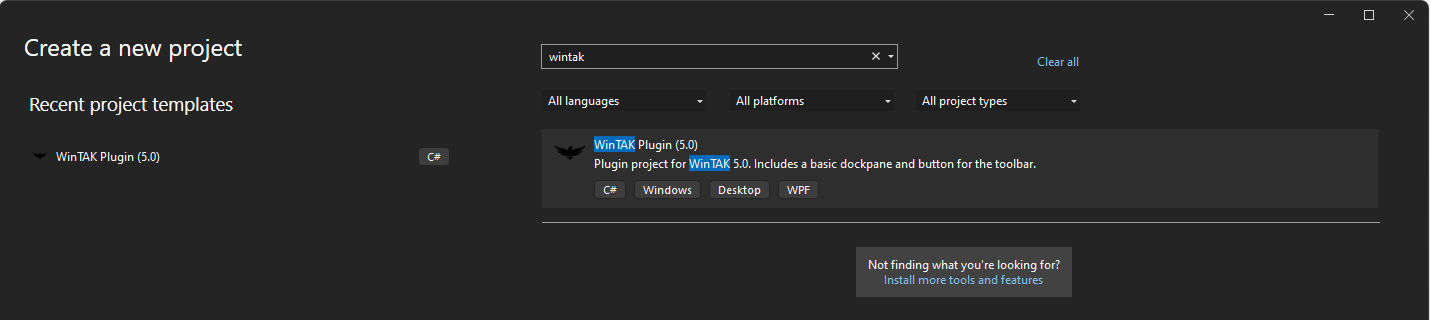 Create a new project
Recent project templates
WinTAK Plugin (5.0)
C#
wintak
Clear all
All languages
All platforms
All project types
WinTAK Plugin (5.0)
Plugin project for WinTAK 5.0. Includes a basic dockpane and button for the toolbar.
C# Windows Desktop WPF
Not finding what you're looking for?
Install more tools and features